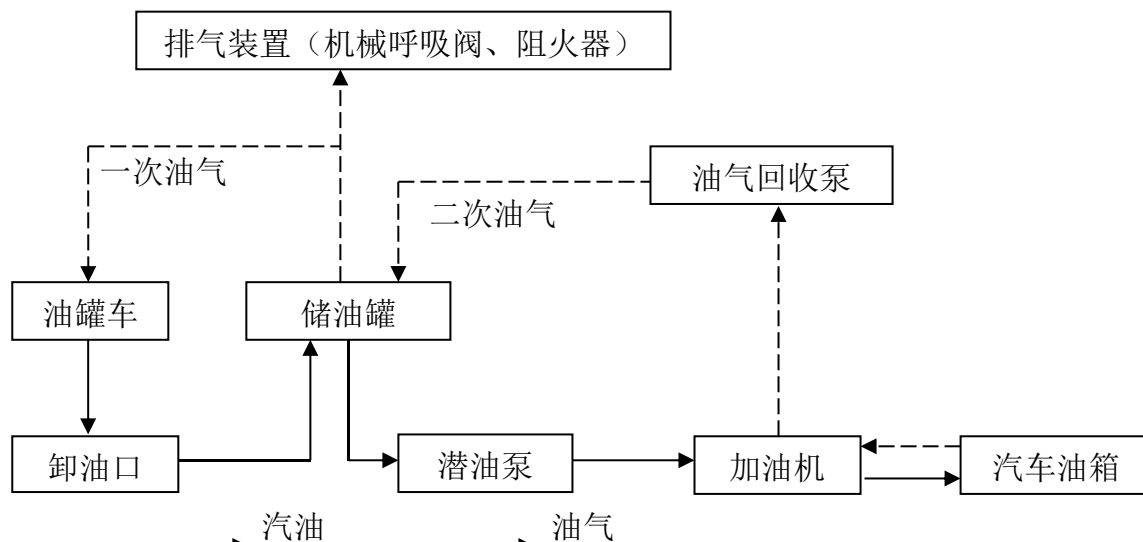 排气装置（机械呼吸阀、阻火器）
一次油气
油气回收泵
二次油气
油罐车
储油罐
卸油口
潜油泵
加油机
汽车油箱
汽油
油气